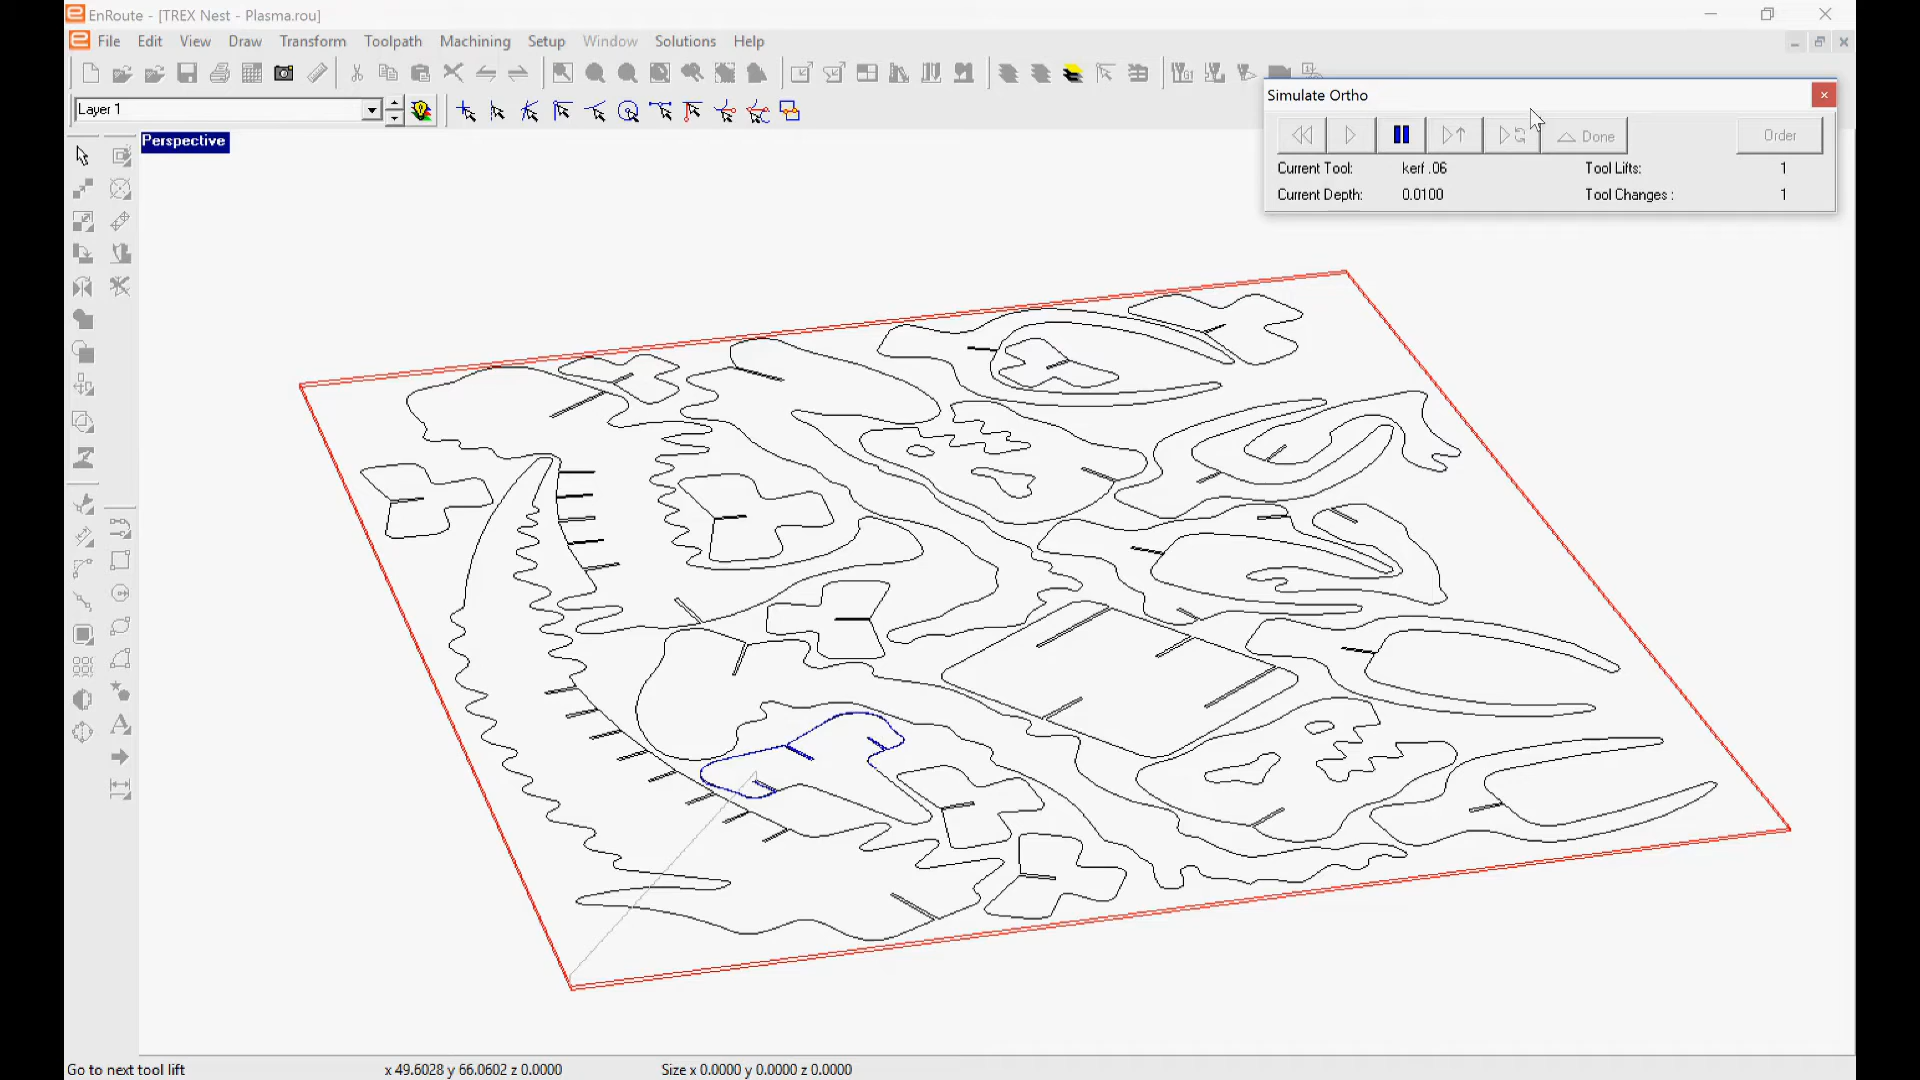 EnRoute - [TREX Nest - Plasma.rou]
File Edit View Draw Transform Toolpath Machining Setup Window Solutions Help
Layer 1
Perspective
Simulate Ortho
Done Order
Current Tool: kerf .06 Tool Lifts: 1
Current Depth: 0.0100 Tool Changes : 1
Go to next tool lift x 49.6028 y 66.0602 z 0.0000 Size x 0.0000 y 0.0000 z 0.0000